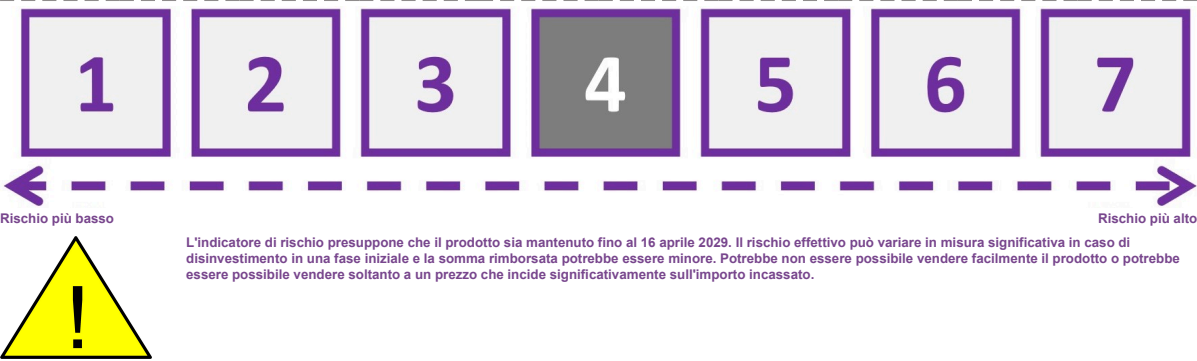 1 2 3 4 5 6 7
Rischio più basso Rischio più alto
L'indicatore di rischio presuppone che il prodotto sia mantenuto fino al 16 aprile 2029. Il rischio effettivo può variare in misura significativa in caso di
disinvestimento in una fase iniziale e la somma rimborsata potrebbe essere minore. Potrebbe non essere possibile vendere facilmente il prodotto o potrebbe
essere possibile vendere soltanto a un prezzo che incide significativamente sull'importo incassato.
!